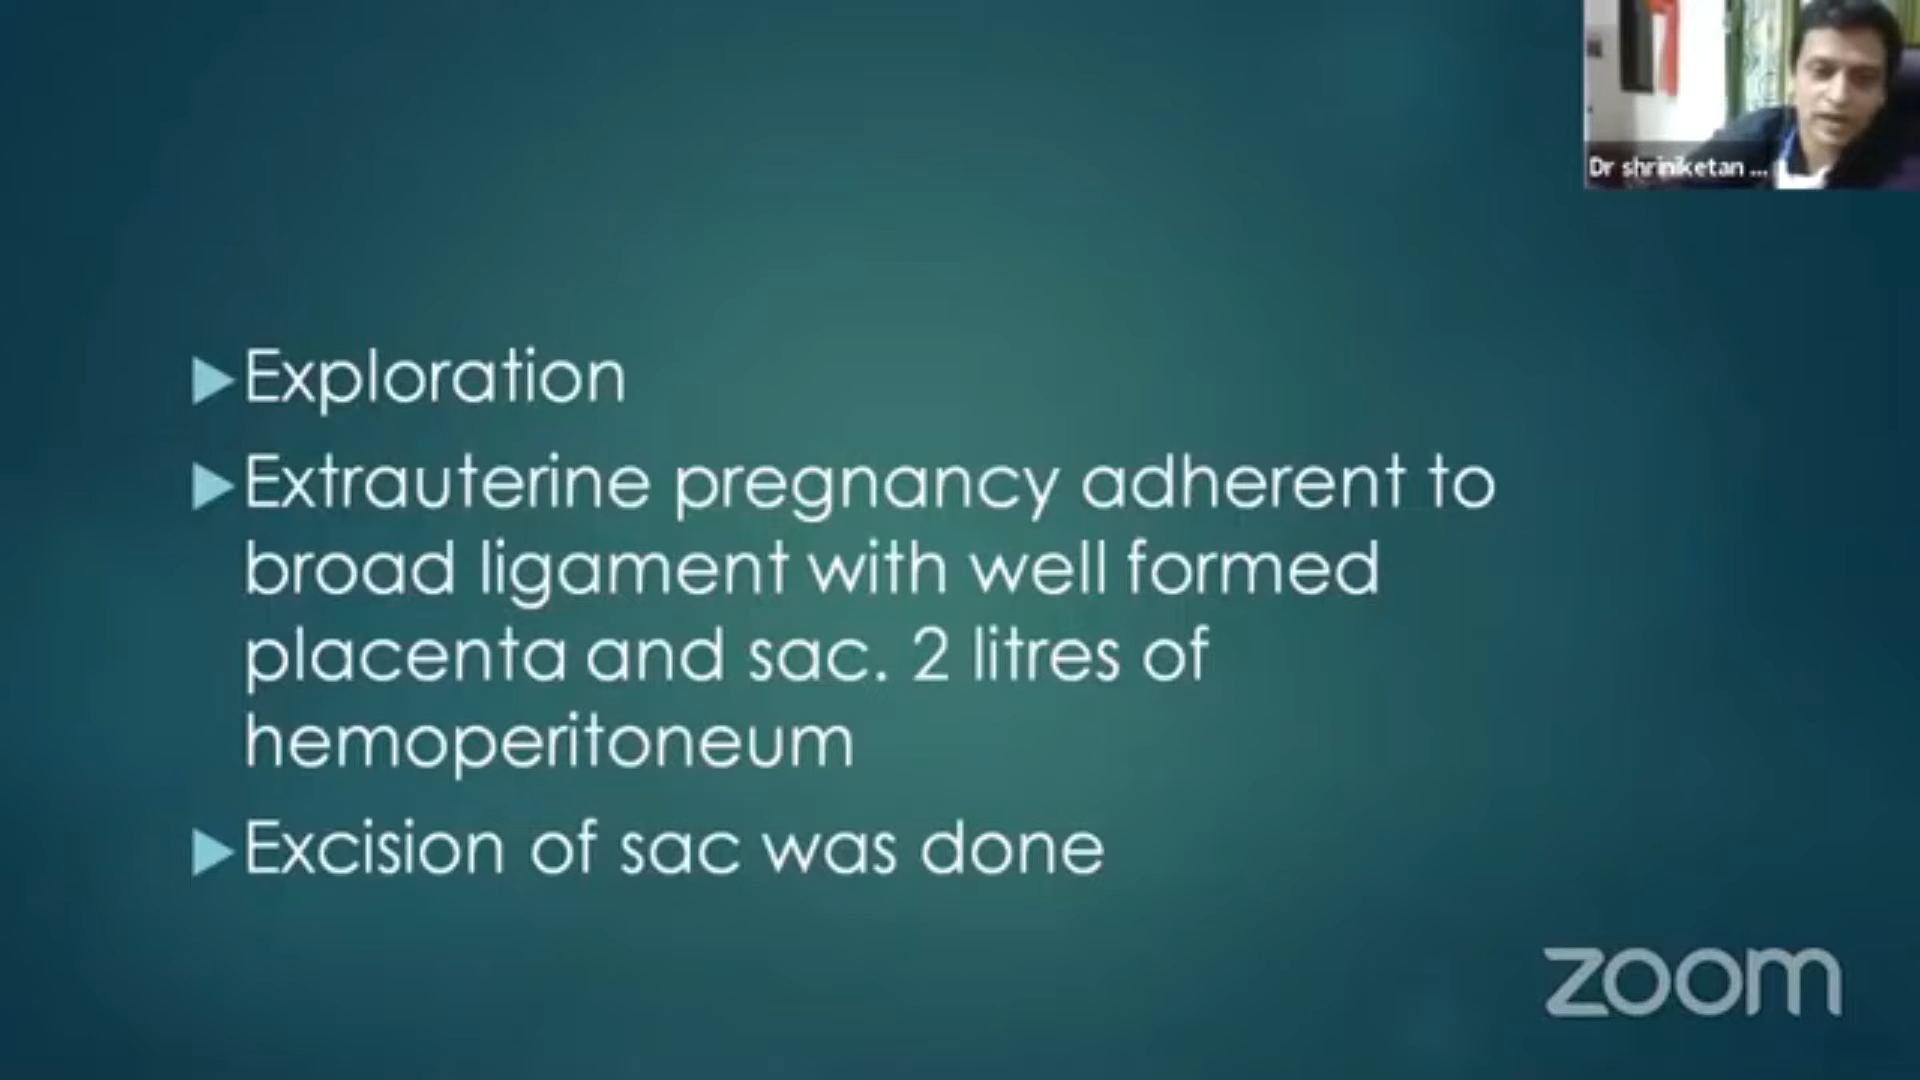 Dr shriniketan ...
Exploration
Extrauterine pregnancy adherent to
broad ligament with well formed
placenta and sac. 2 litres of
hemoperitoneum
Excision of sac was done
zoom